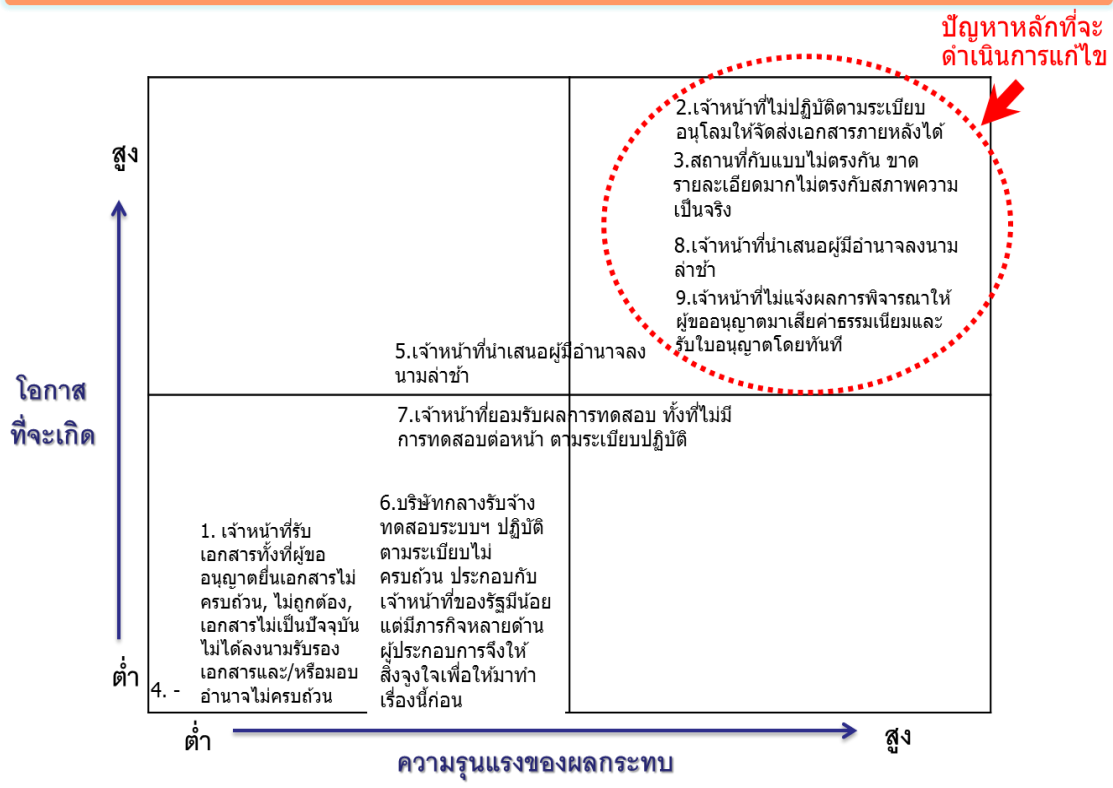 ปัญหาหลักที่จะ
ดำเนินการแก้ไข
สูง
2.เจ้าหน้าที่ไม่ปฏิบัติตามระเบียบ
อนุโลมให้จัดส่งเอกสารภายหลังได้
3.สถานที่กับแบบไม่ตรงกัน ขาด
รายละเอียดมากไม่ตรงกับสภาพความ
เป็นจริง
8.เจ้าหน้าที่นำเสนอผู้มีอำนาจลงนาม
ล่าช้า
9.เจ้าหน้าที่ไม่แจ้งผลการพิจารณาให้
ผู้ขออนุญาตมาเสียค่าธรรมเนียมและ
รับใบอนุญาตโดยทันที
5.เจ้าหน้าที่นำเสนอผู้มีอำนาจลง
นามล่าช้า
โอกาส
ที่จะเกิด
7.เจ้าหน้าที่ยอมรับผลการทดสอบ ทั้งที่ไม่มี
การทดสอบต่อหน้า ตามระเบียบปฏิบัติ
1. เจ้าหน้าที่รับ
เอกสารทั้งที่ผู้ขอ
อนุญาตยื่นเอกสารไม่
ครบถ้วน, ไม่ถูกต้อง,
เอกสารไม่เป็นปัจจุบัน
ไม่ได้ลงนามรับรอง
เอกสารและ/หรือมอบ
อำนาจไม่ครบถ้วน
6.บริษัทกลางรับจ้าง
ทดสอบระบบฯ ปฏิบัติ
ตามระเบียบไม่
ครบถ้วน ประกอบกับ
เจ้าหน้าที่ของรัฐมีน้อย
แต่มีภารกิจหลายด้าน
ผู้ประกอบการจึงให้
สิ่งจูงใจเพื่อให้มาทำ
เรื่องนี้ก่อน
ต่ำ
4. -
ต่ำ
สูง
ความรุนแรงของผลกระทบ